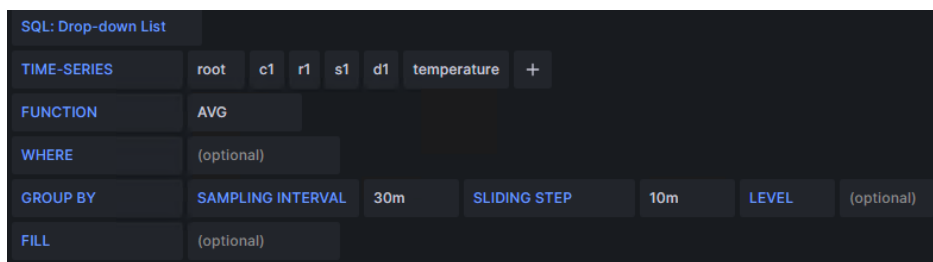 SQL: Drop-down List
TIME-SERIES root c1 r1 s1 d1 temperature +
FUNCTION AVG
WHERE (optional)
GROUP BY SAMPLING INTERVAL 30m SLIDING STEP 10m LEVEL (optional)
FILL (optional)